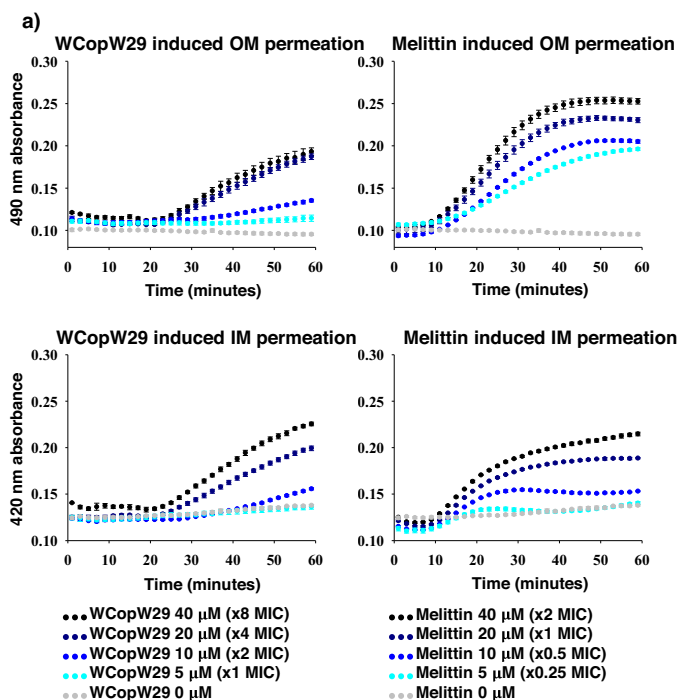 a)
WCopW29 induced OM permeation
Melittin induced OM permeation
490 nm absorbance
0.30
0.25
0.20
0.15
0.10
0 10 20 30 40 50 60
Time (minutes)
0.30
0.25
0.20
0.15
0.10
0 10 20 30 40 50 60
Time (minutes)
WCopW29 induced IM permeation
Melittin induced IM permeation
420 nm absorbance
0.30
0.25
0.20
0.15
0.10
0 10 20 30 40 50 60
Time (minutes)
0.30
0.25
0.20
0.15
0.10
0 10 20 30 40 50 60
Time (minutes)
WCopW29 40 µM (x8 MIC)
WCopW29 20 µM (x4 MIC)
WCopW29 10 µM (x2 MIC)
WCopW29 5 µM (x1 MIC)
WCopW29 0 µM
Melittin 40 µM (x2 MIC)
Melittin 20 µM (x1 MIC)
Melittin 10 µM (x0.5 MIC)
Melittin 5 µM (x0.25 MIC)
Melittin 0 µM